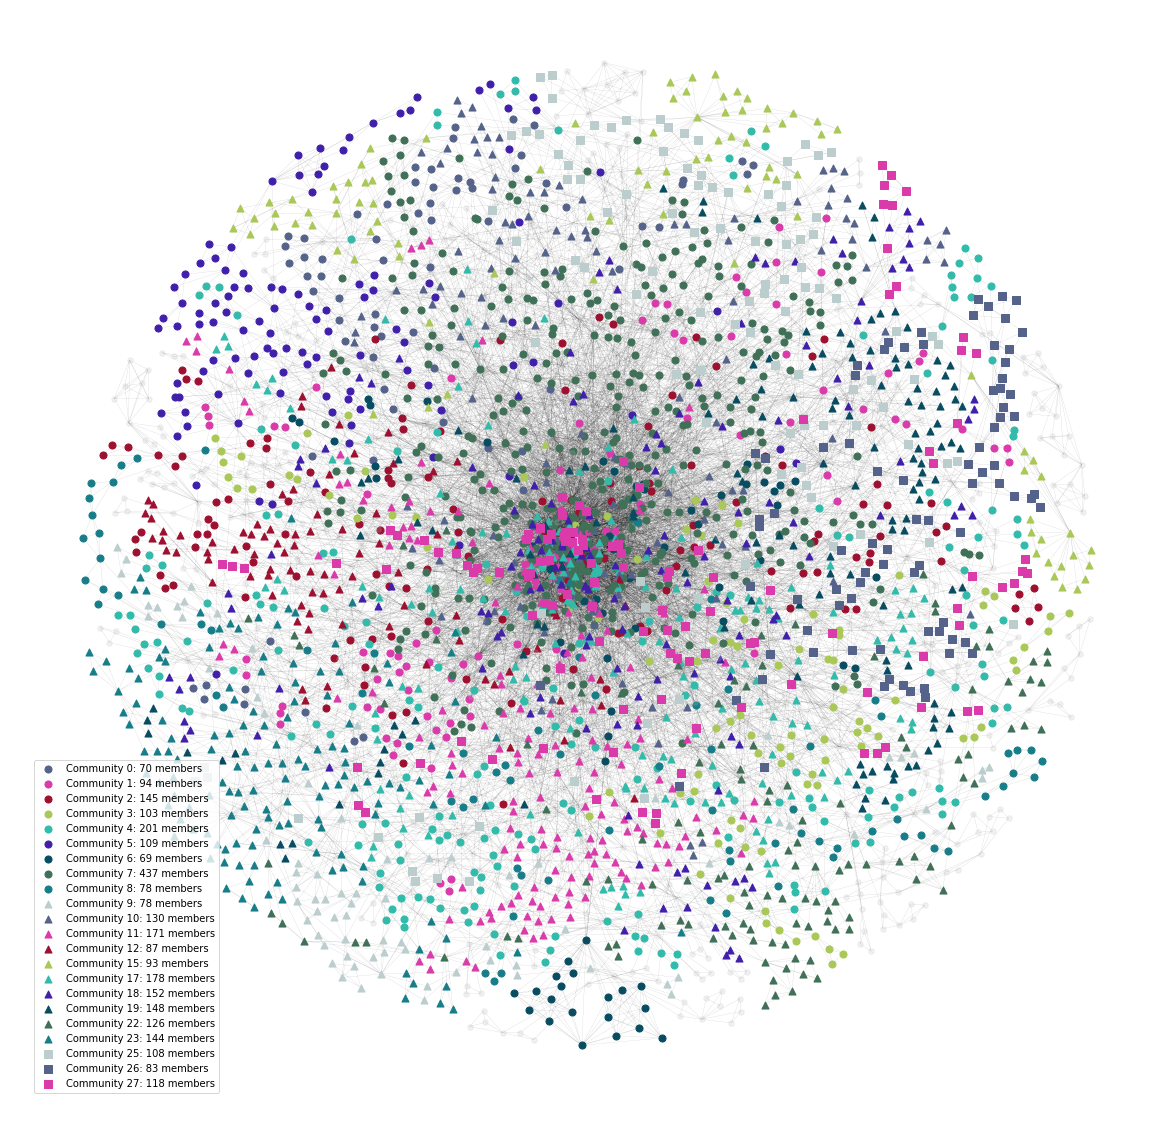 Community 0: 70 members
Community 1: 94 members
Community 2: 145 members
Community 3: 103 members
Community 4: 201 members
Community 5: 109 members
Community 6: 69 members
Community 7: 437 members
Community 8: 78 members
Community 9: 78 members
Community 10: 130 members
Community 11: 171 members
Community 12: 87 members
Community 15: 93 members
Community 17: 178 members
Community 18: 152 members
Community 19: 148 members
Community 22: 126 members
Community 23: 144 members
Community 25: 108 members
Community 26: 83 members
Community 27: 118 members